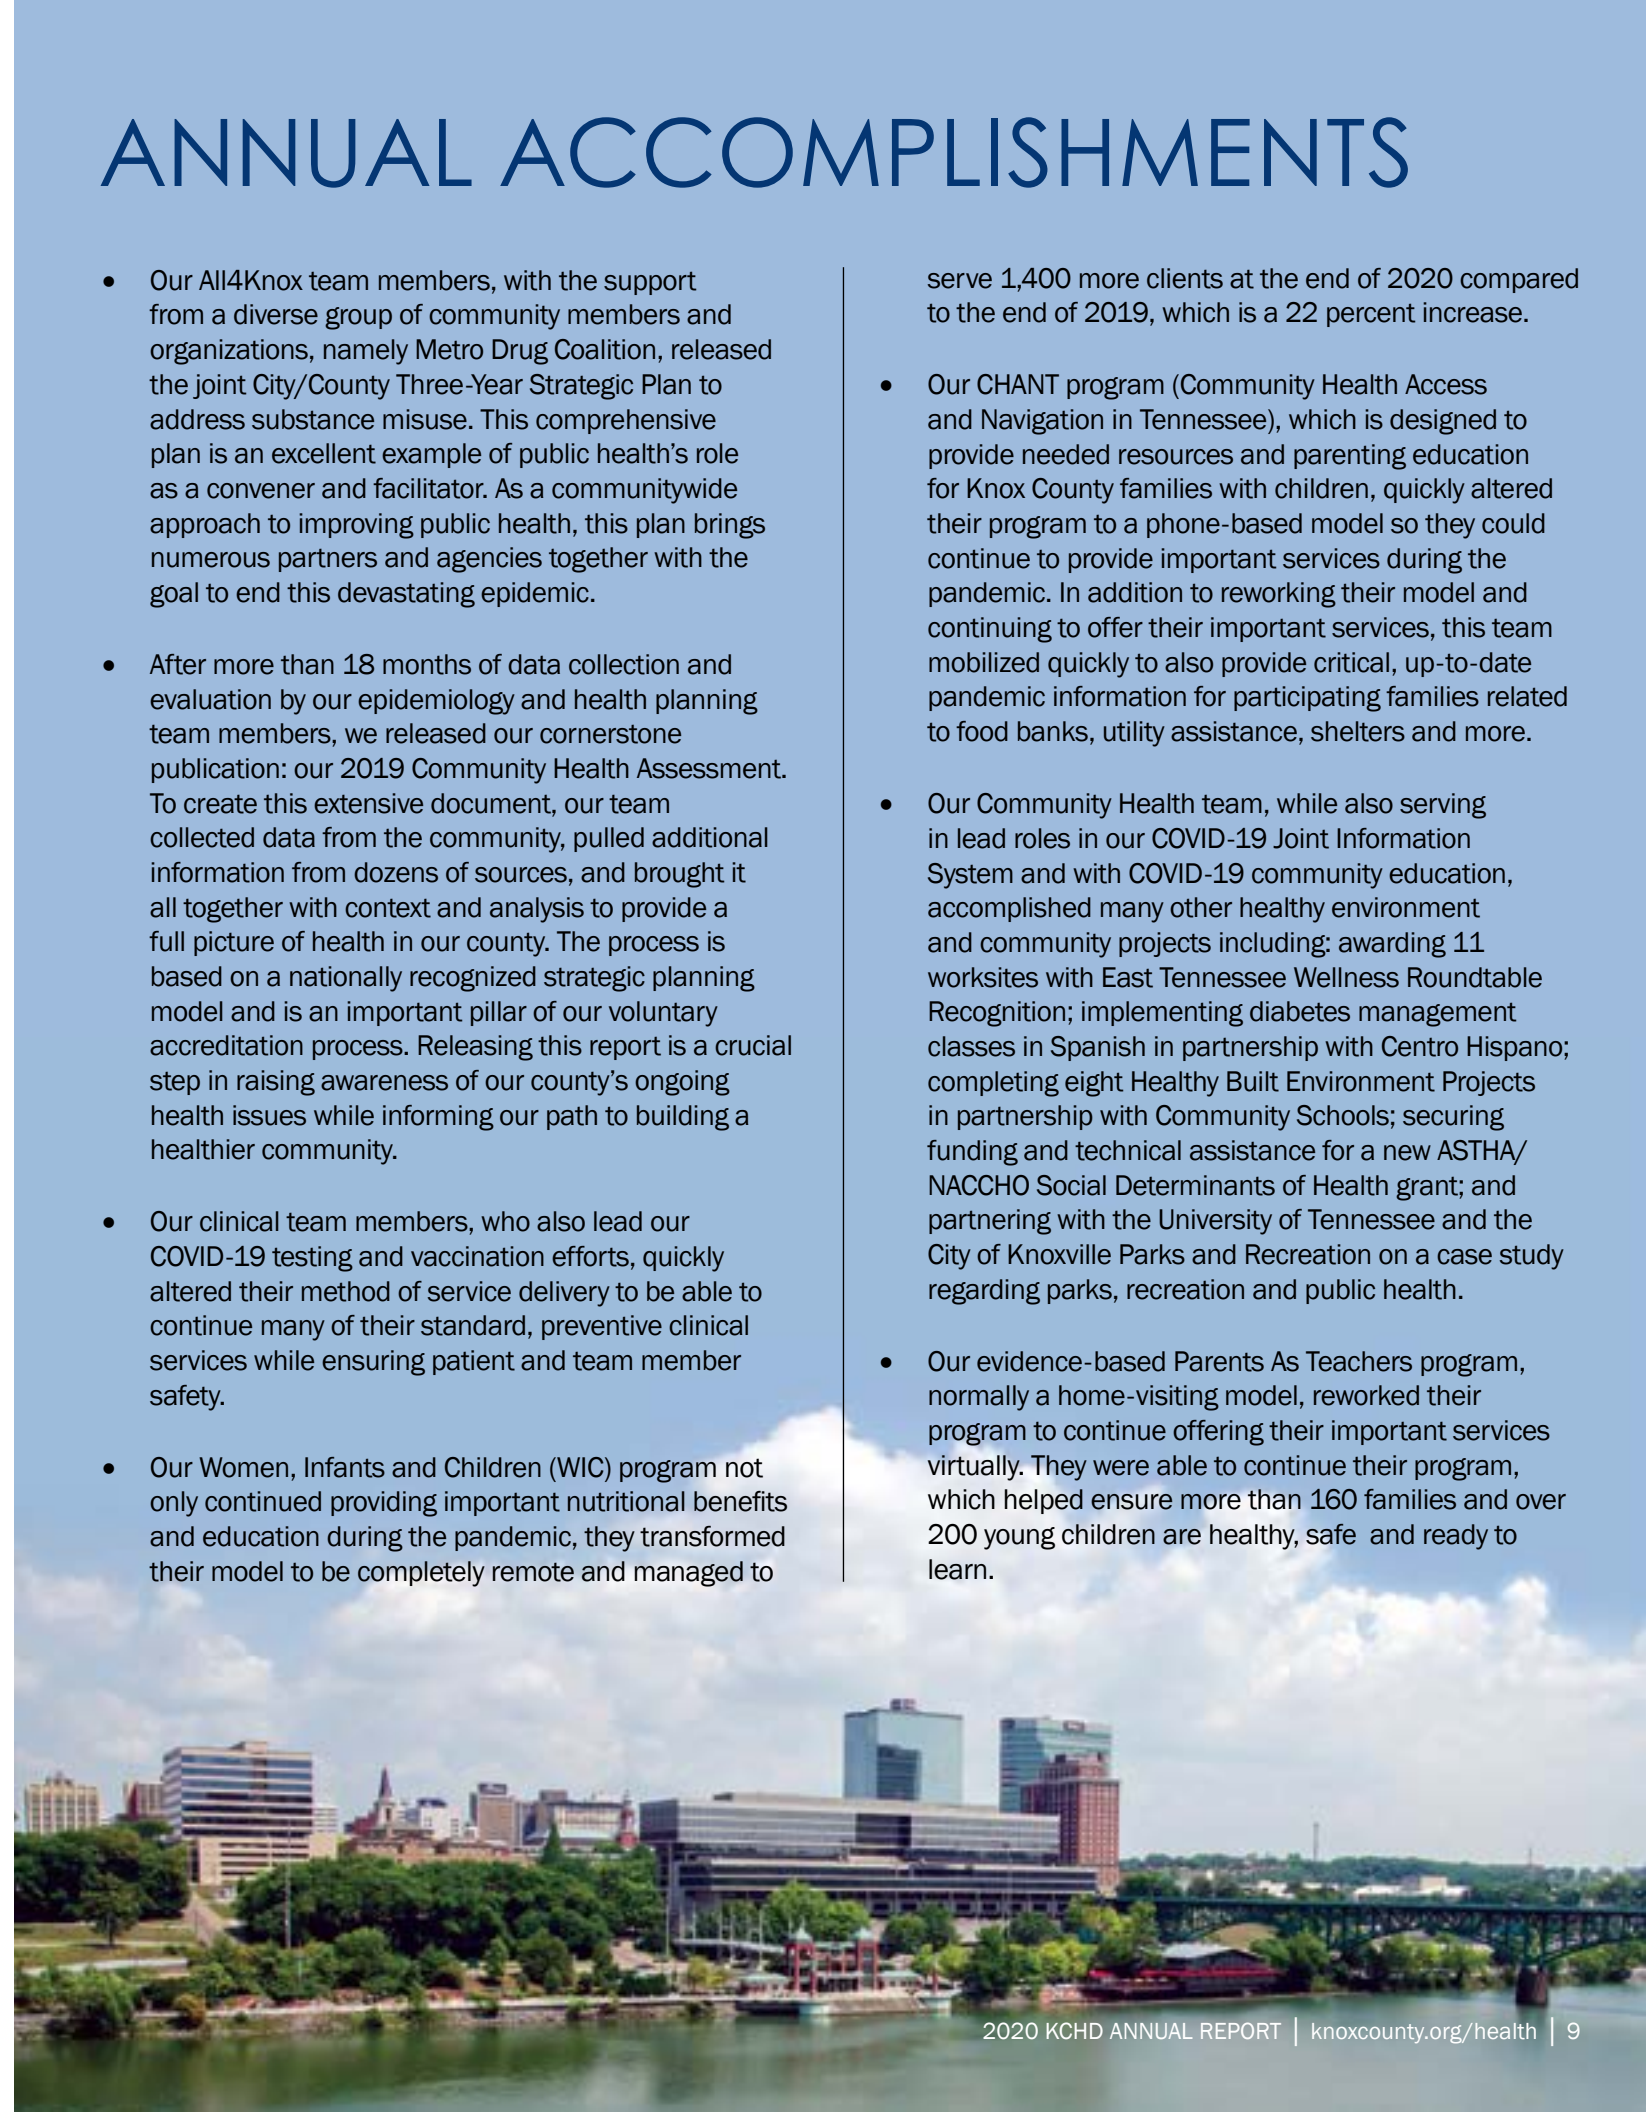 ANNUAL ACCOMPLISHMENTS
• Our All4Knox team members, with the support
from a diverse group of community members and
organizations, namely Metro Drug Coalition, released
the joint City/County Three-Year Strategic Plan to
address substance misuse. This comprehensive
plan is an excellent example of public health’s role
as a convener and facilitator. As a communitywide
approach to improving public health, this plan brings
numerous partners and agencies together with the
goal to end this devastating epidemic.
• After more than 18 months of data collection and
evaluation by our epidemiology and health planning
team members, we released our cornerstone
publication: our 2019 Community Health Assessment.
To create this extensive document, our team
collected data from the community, pulled additional
information from dozens of sources, and brought it
all together with context and analysis to provide a
full picture of health in our county. The process is
based on a nationally recognized strategic planning
model and is an important pillar of our voluntary
accreditation process. Releasing this report is a crucial
step in raising awareness of our county’s ongoing
health issues while informing our path to building a
healthier community.
• Our clinical team members, who also lead our
COVID-19 testing and vaccination efforts, quickly
altered their method of service delivery to be able to
continue many of their standard, preventive clinical
services while ensuring patient and team member
safety.
• Our Women, Infants and Children (WIC) program not
only continued providing important nutritional benefits
and education during the pandemic, they transformed
their model to be completely remote and managed to
serve 1,400 more clients at the end of 2020 compared
to the end of 2019, which is a 22 percent increase.
• Our CHANT program (Community Health Access
and Navigation in Tennessee), which is designed to
provide needed resources and parenting education
for Knox County families with children, quickly altered
their program to a phone-based model so they could
continue to provide important services during the
pandemic. In addition to reworking their model and
continuing to offer their important services, this team
mobilized quickly to also provide critical, up-to-date
pandemic information for participating families related
to food banks, utility assistance, shelters and more.
• Our Community Health team, while also serving
in lead roles in our COVID-19 Joint Information
System and with COVID-19 community education,
accomplished many other healthy environment
and community projects including: awarding 11
worksites with East Tennessee Wellness Roundtable
Recognition; implementing diabetes management
classes in Spanish in partnership with Centro Hispano;
completing eight Healthy Built Environment Projects
in partnership with Community Schools; securing
funding and technical assistance for a new ASTHA/
NACCHO Social Determinants of Health grant; and
partnering with the University of Tennessee and the
City of Knoxville Parks and Recreation on a case study
regarding parks, recreation and public health.
• Our evidence-based Parents As Teachers program,
normally a home-visiting model, reworked their
program to continue offering their important services
virtually. They were able to continue their program,
which helped ensure more than 160 families and over
200 young children are healthy, safe  and ready to
learn.
2020 KCHD ANNUAL REPORT | knoxcounty.org/health | 9